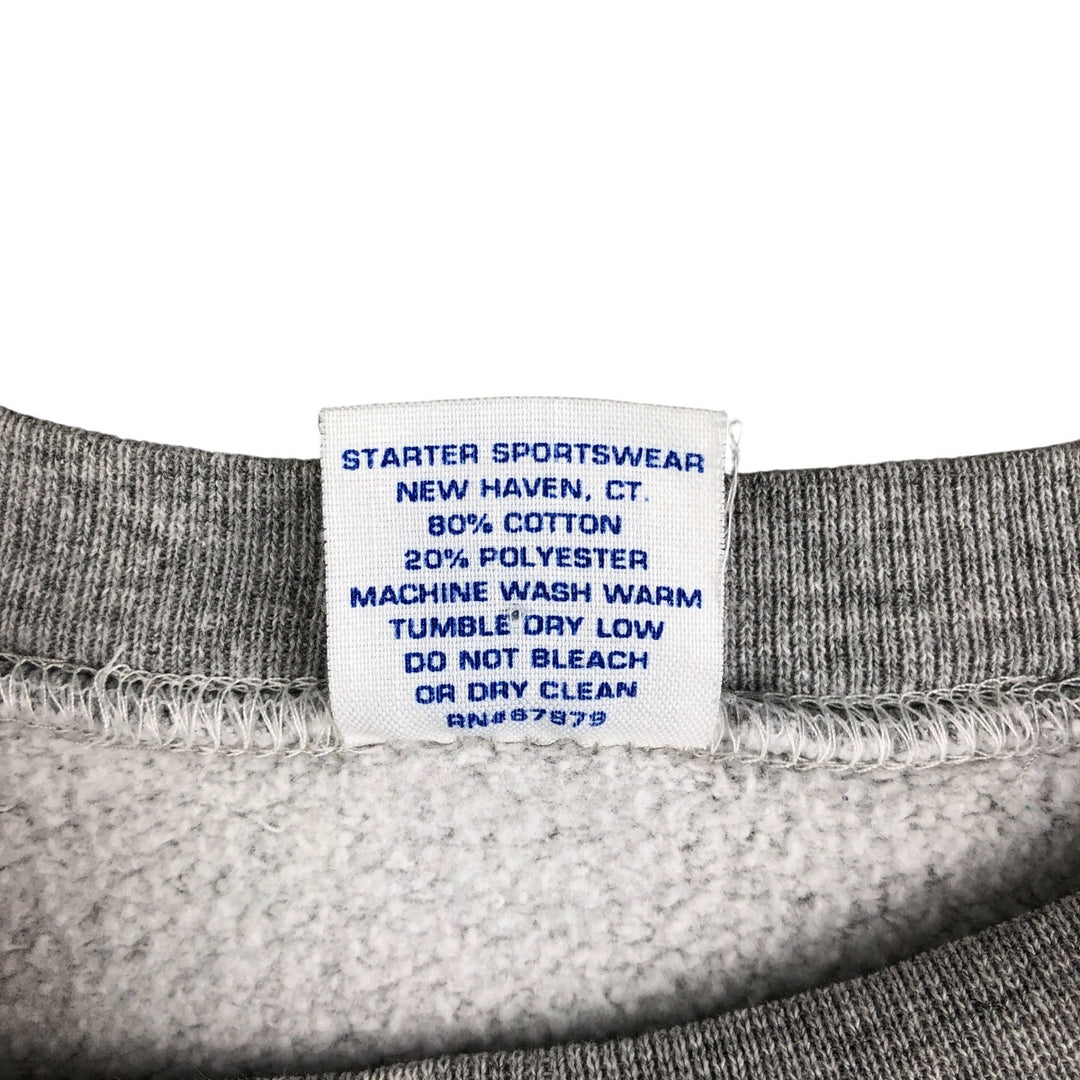 STARTER SPORTSWEAR
NEW HAVEN, CT.
80% COTTON
20% POLYESTER
MACHINE WASH WARM
TUMBLE DRY LOW
DO NOT BLEACH
OR DRY CLEAN
RN#67879